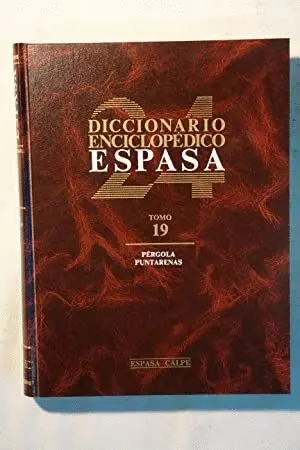 24
DICCIONARIO
ENCICLOPÉDICO
ESPASA
TOMO
19
PÉRGOLA
PUNTARENAS
ESPASA CALPE